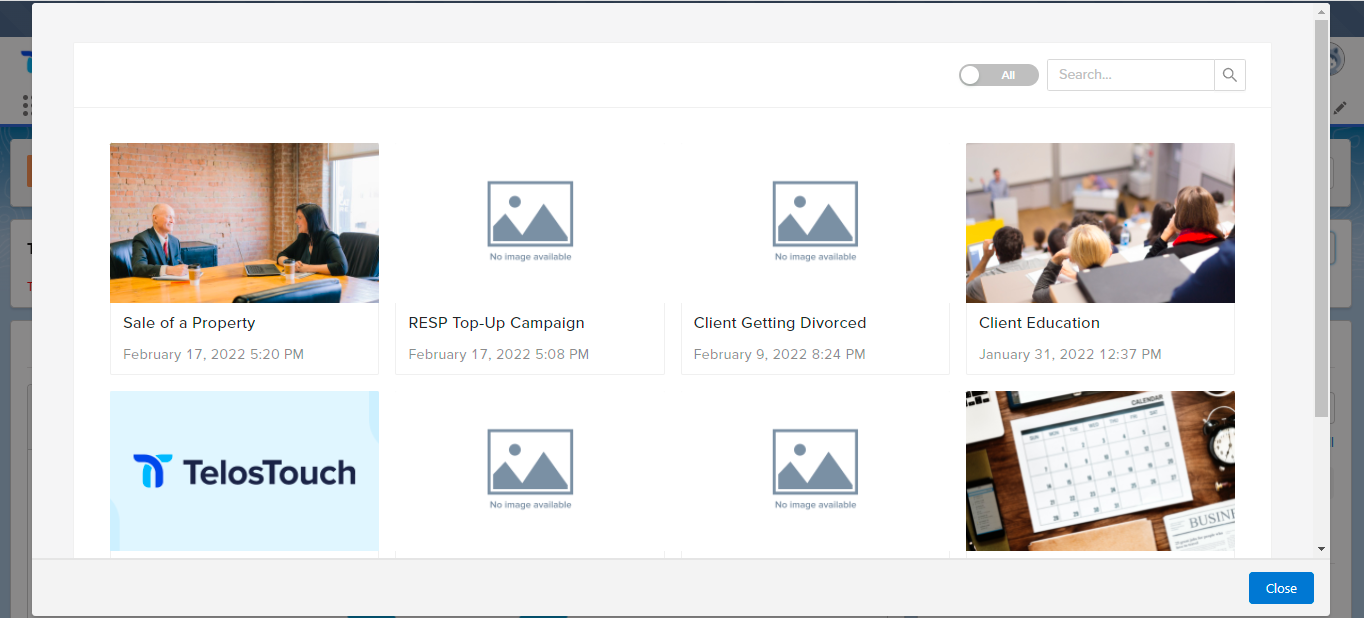 All
Search...
No image available
No image available
Sale of a Property
RESP Top-Up Campaign
Client Getting Divorced
Client Education
February 17, 2022 5:20 PM
February 17, 2022 5:08 PM
February 9, 2022 8:24 PM
January 31, 2022 12:37 PM
CALENDAR
TelosTouch
No image available
No image available
BUSIN
Close